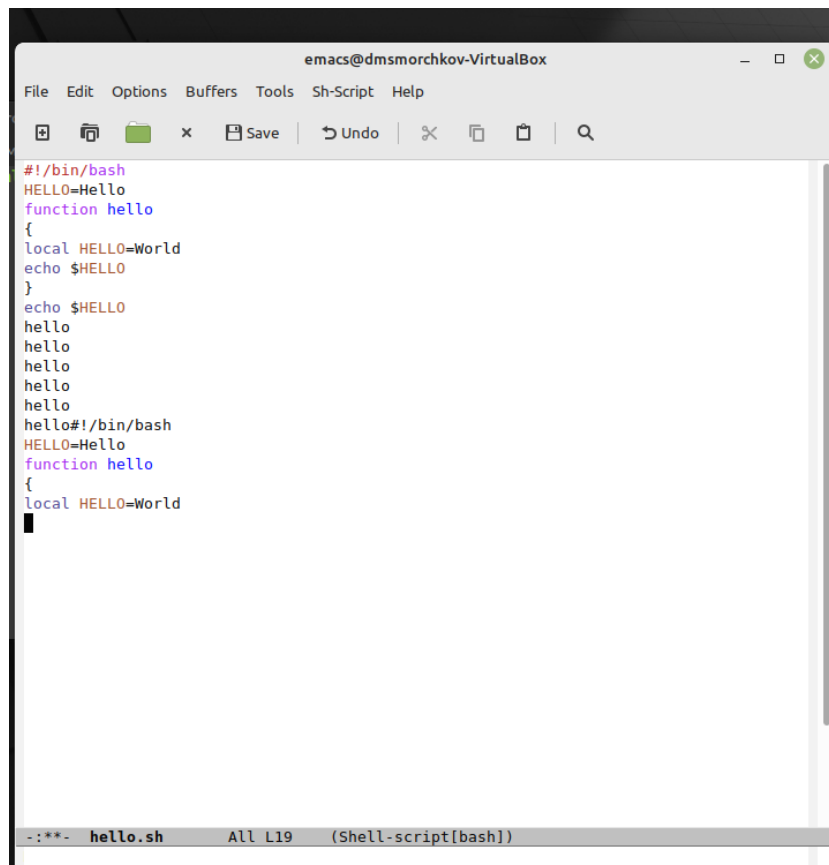 emacs@dmsmorchkov-VirtualBox
File Edit Options Buffers Tools Sh-Script Help
Save Undo
#!/bin/bash
HELLO=Hello
function hello
{
local HELLO=World
echo $HELLO
}
echo $HELLO
hello
hello
hello
hello
hello
hello#!/bin/bash
HELLO=Hello
function hello
{
local HELLO=World
-:**- hello.sh All L19 (Shell-script[bash])